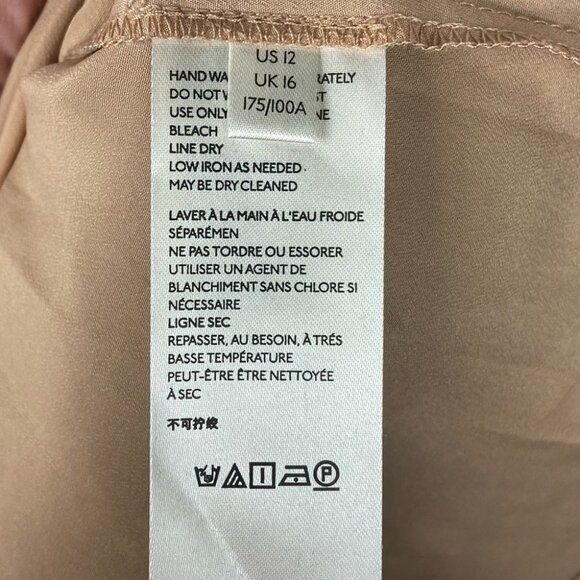 US 12
UK 16
175/100A
HAND
DO NOT
USE ONLY
BLEACH
LINE DRY
LOW IRON AS NEEDED.
MAY BE DRY CLEANED
LAVER À LA MAIN À L'EAU FROIDE
SÉPARÉMEN
NE PAS TORDRE OU ESSORER
UTILISER UN AGENT DE
BLANCHIMENT SANS CHLORE SI
NÉCESSAIRE
LIGNE SEC
REPASSER, AU BESOIN, À TRÉS
BASSE TEMPÉRATURE
PEUT-ÊTRE ÊTRE NETTOYÉE
À SEC
不可拧绞
P